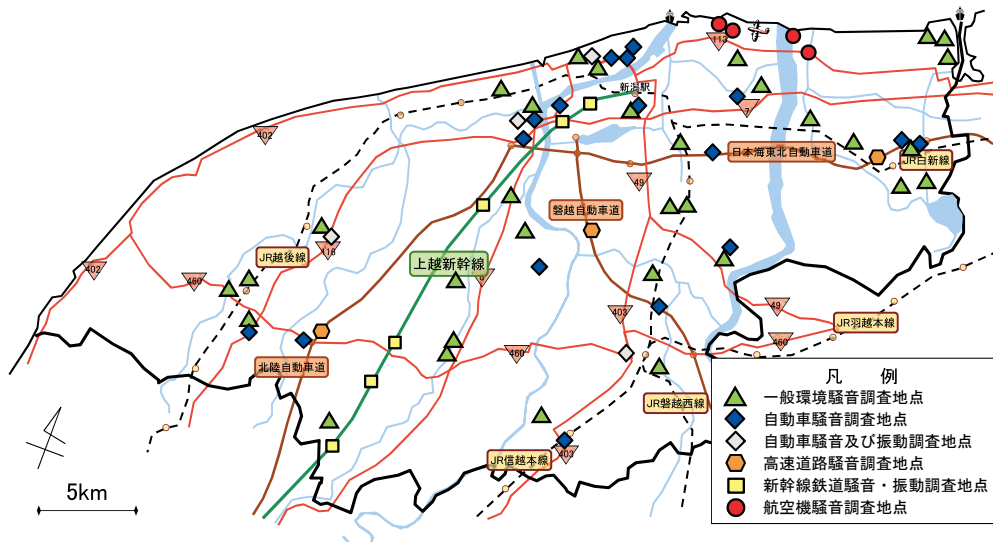 113
新潟駅
7
402
日本海東北自動車道
JR白新線
49
磐越自動車道
116
JR越後線
上越新幹線
8
402
460
403
49
JR羽越本線
460
460
北陸自動車道
JR磐越西線
JR信越本線
403
5km
凡 例
一般環境騒音調査地点
自動車騒音調査地点
自動車騒音及び振動調査地点
高速道路騒音調査地点
新幹線鉄道騒音・振動調査地点
航空機騒音調査地点